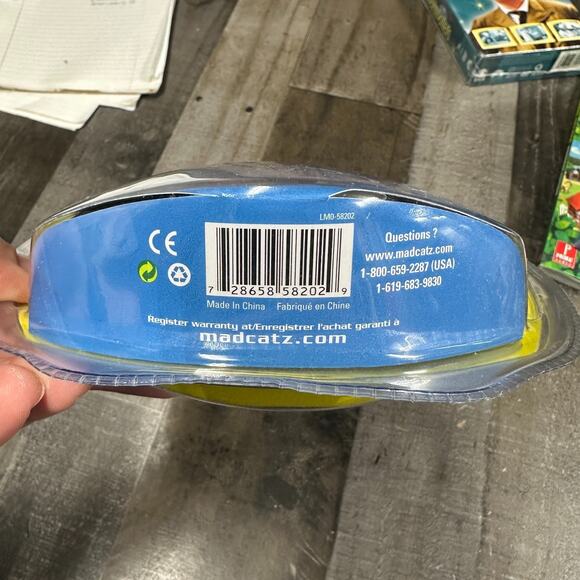 LM0-58202
CE
7 28658 58202 9
Made In China Fabriqué en Chine
Questions ?
www.madcatz.com
1-800-659-2287 (USA)
1-619-683-9830
Register warranty at/Enregistrer l'achat garanti à
madcatz.com
PRIMA